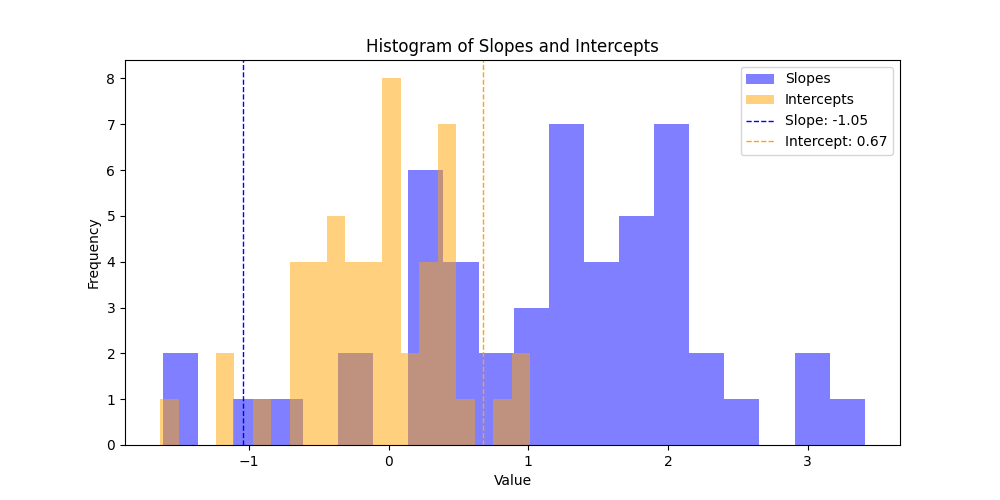 Histogram of Slopes and Intercepts
Slopes
Intercepts
Slope: -1.05
Intercept: 0.67
Frequency
8
7
6
5
4
3
2
1
0
−1
0
1
2
3
Value